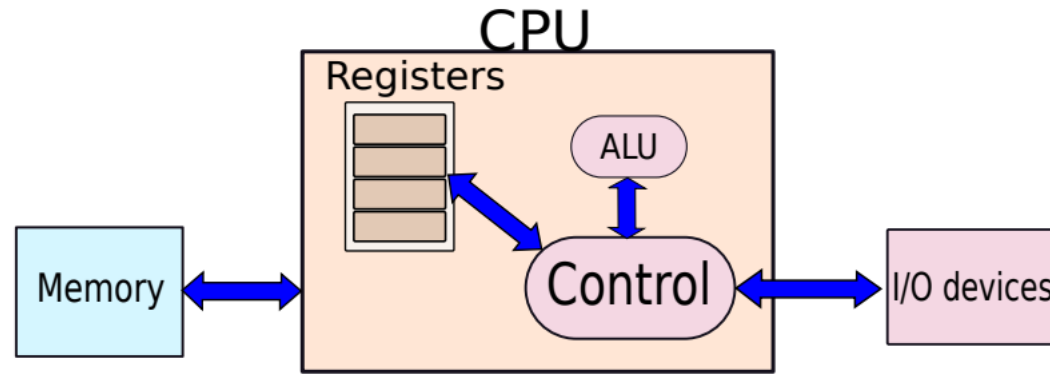 CPU
Registers
ALU
Memory
Control
I/O devices